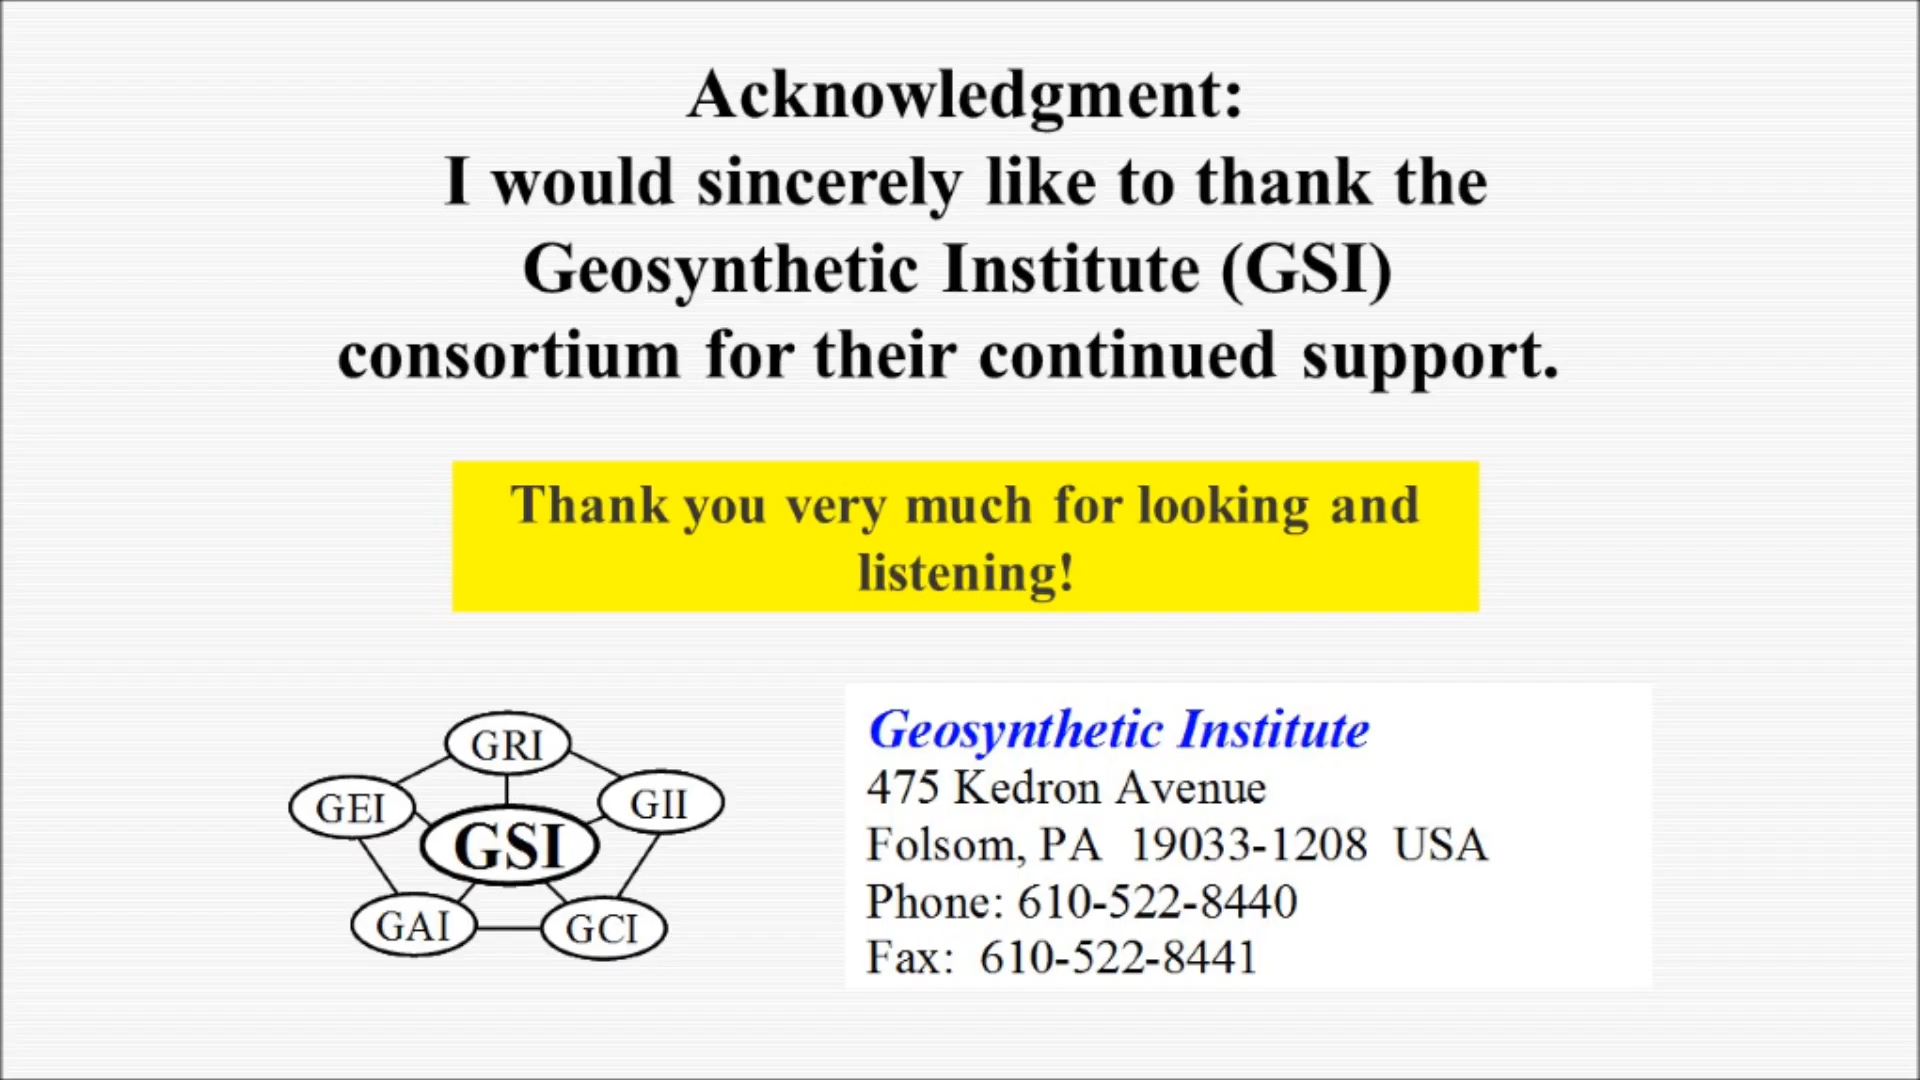 Acknowledgment:
I would sincerely like to thank the
Geosynthetic Institute (GSI)
consortium for their continued support.
Thank you very much for looking and
listening!
GRI
GEI
GII
GSI
GAI
GCI
Geosynthetic Institute
475 Kedron Avenue
Folsom, PA 19033-1208 USA
Phone: 610-522-8440
Fax: 610-522-8441